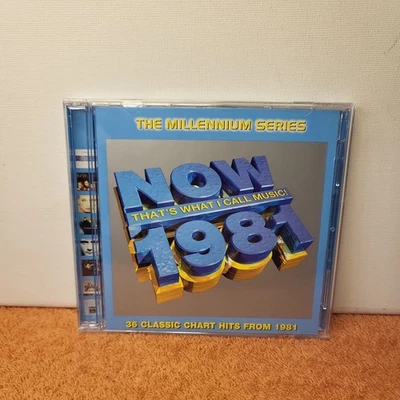 THE MILLENNIUM SERIES
NOW
THAT'S WHAT I CALL MUSIC!
1981
36 CLASSIC CHART HITS FROM 1981